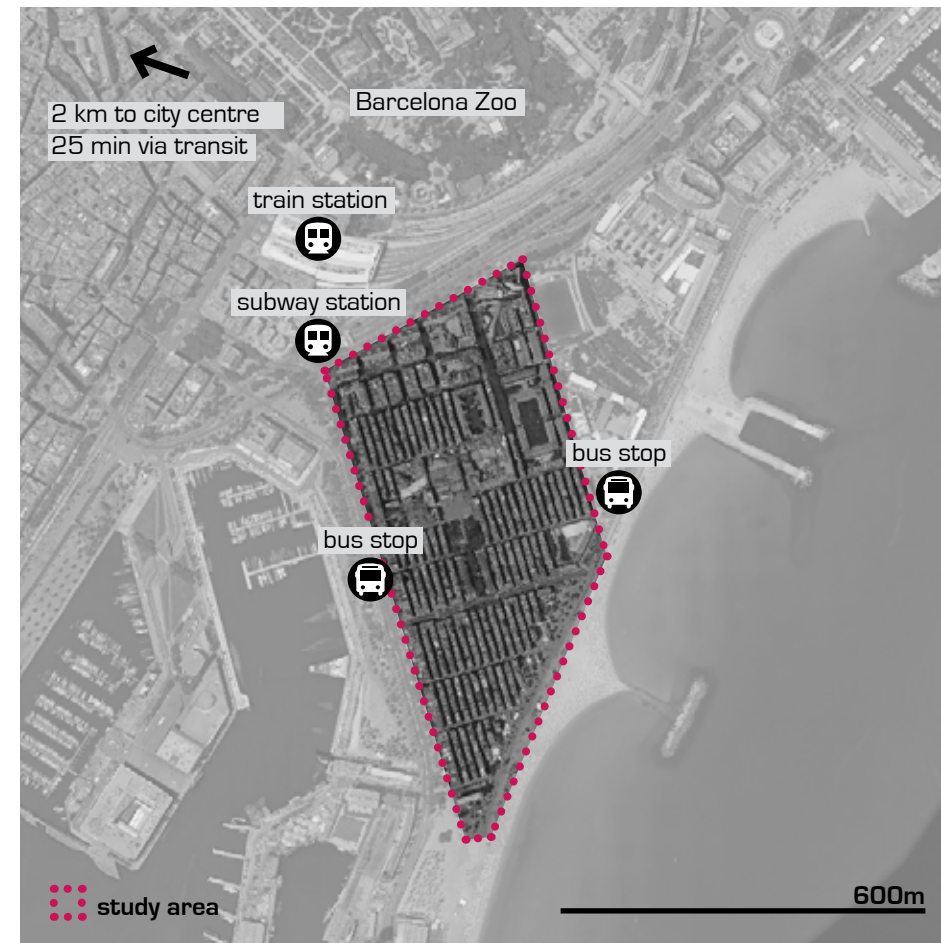 2 km to city centre
25 min via transit
Barcelona Zoo
train station
subway station
bus stop
bus stop
study area
600m